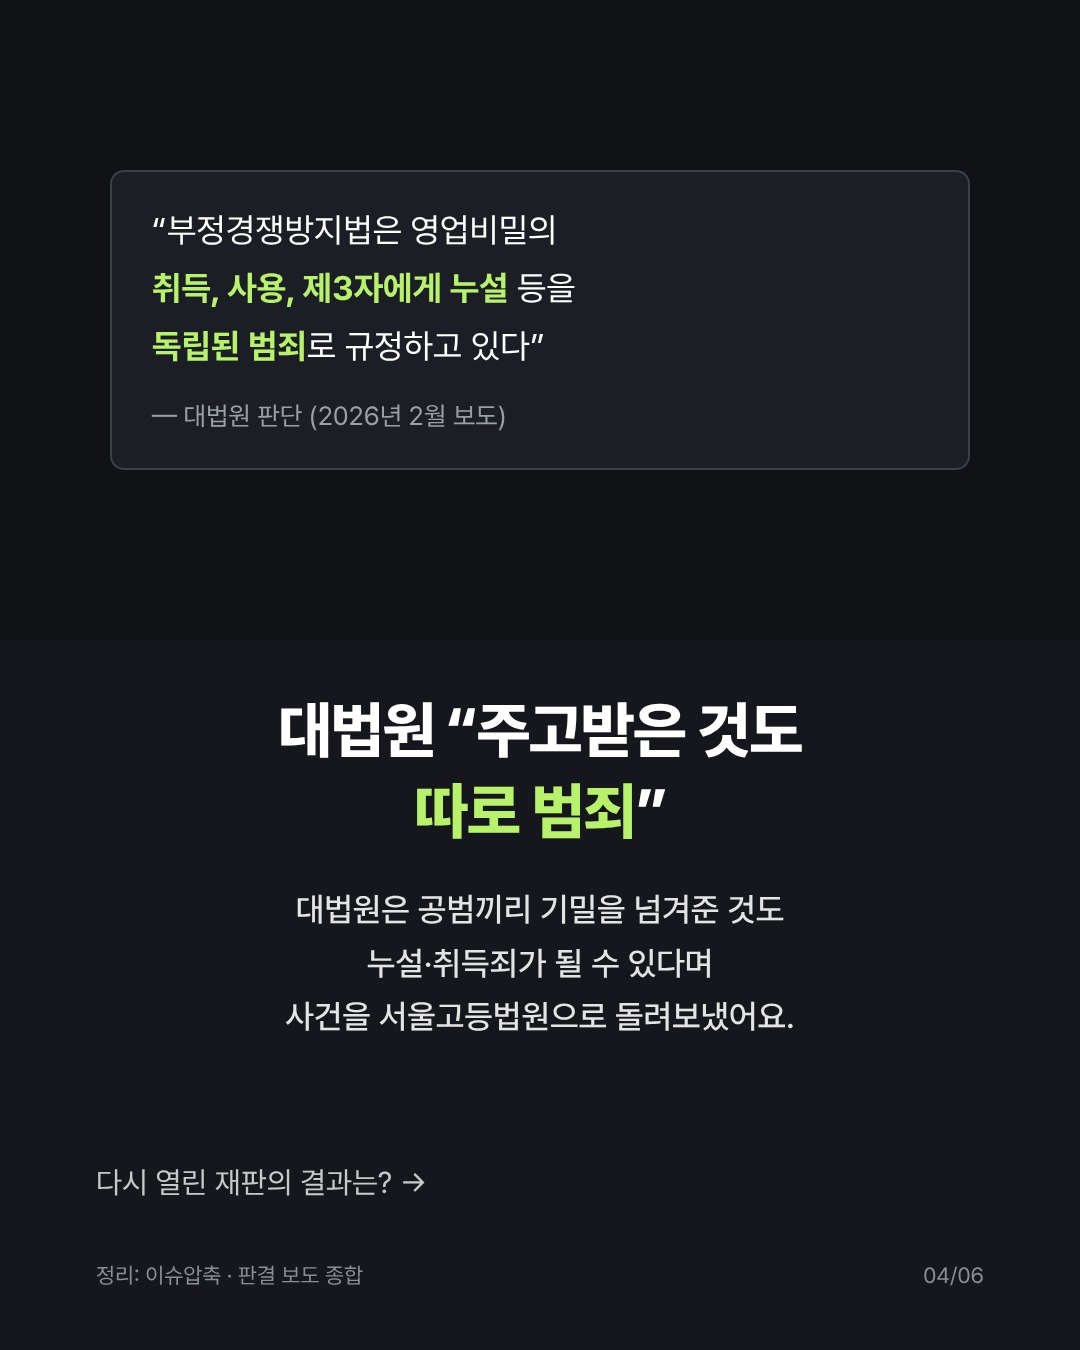 “부정경쟁방지법은 영업비밀의
취득, 사용, 제3자에게 누설 등을
독립된 범죄로 규정하고 있다”
— 대법원 판단 (2026년 2월 보도)
대법원 “주고받은 것도
따로 범죄”
대법원은 공범끼리 기밀을 넘겨준 것도
누설·취득죄가 될 수 있다며
사건을 서울고등법원으로 돌려보냈어요.
다시 열린 재판의 결과는? →
정리: 이슈압축 · 판결 보도 종합
04/06